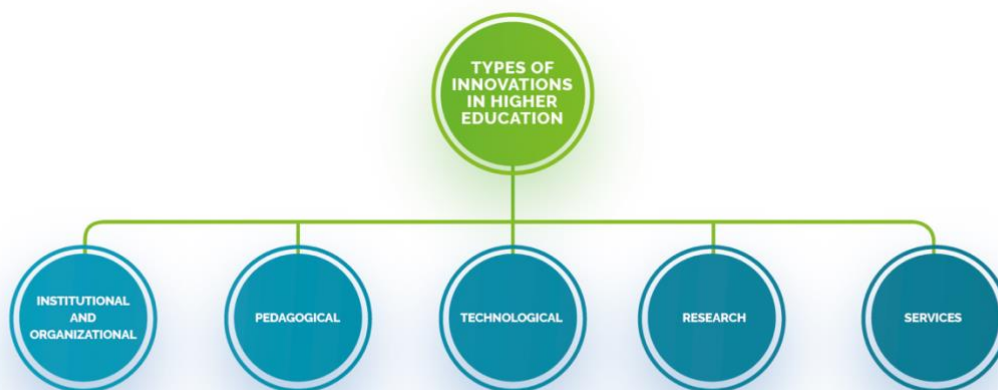 TYPES OF
INNOVATIONS
IN HIGHER
EDUCATION
INSTITUTIONAL
AND
ORGANIZATIONAL
PEDAGOGICAL
TECHNOLOGICAL
RESEARCH
SERVICES